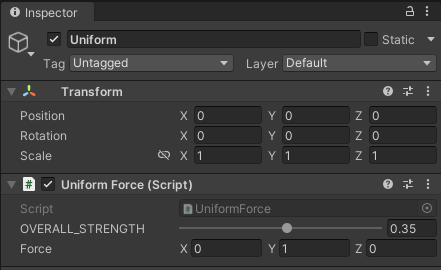 Inspector
Uniform
Static
Tag Untagged Layer Default
Transform
Position X 0 Y 0 Z 0
Rotation X 0 Y 0 Z 0
Scale X 1 Y 1 Z 1
# Uniform Force (Script)
Script # UniformForce
OVERALL_STRENGTH 0.35
Force X 0 Y 1 Z 0